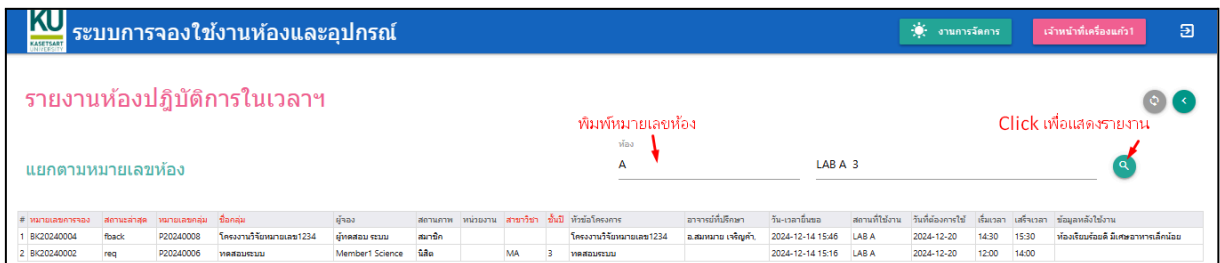 KU
KASETSART
UNIVERSITY
ระบบการจองใช้งานห้องและอุปกรณ์
งานการจัดการ
เจ้าหน้าที่เครื่องแก้ว1
รายงานห้องปฎิบัติการในเวลาฯ
พิมพ์หมายเลขห้อง
Click เพื่อแสดงรายงาน
ห้อง
แยกตามหมายเลขห้อง
A
LAB A 3
# หมายเลขการจอง สถานะล่าสุด หมายเลขกลุ่ม ชื่อกลุ่ม ผู้จอง สถานภาพ หน่วยงาน สาขาวิชา ชั้นปี หัวข้อโครงการ อาจารย์ที่ปรึกษา วัน-เวลายื่นขอ สถานที่ใช้งาน วันที่ต้องการใช้ เริ่มเวลา เสร็จเวลา ข้อมูลหลังใช้งาน
1 BK20240004 fback P20240008 โครงงานวิจัยหมายเลข1234 ผู้ทดสอบ ระบบ สมาชิก โครงงานวิจัยหมายเลข1234 อ.สมหมาย เจริญค้า, 2024-12-14 15:46 LAB A 2024-12-20 14:30 15:30 ห้องเรียบร้อยดี มีเศษอาหารเล็กน้อย
2 BK20240002 req P20240006 ทดสอบระบบ Member1 Science นิสิต MA 3 ทดสอบระบบ 2024-12-14 15:16 LAB A 2024-12-20 12:00 14:00